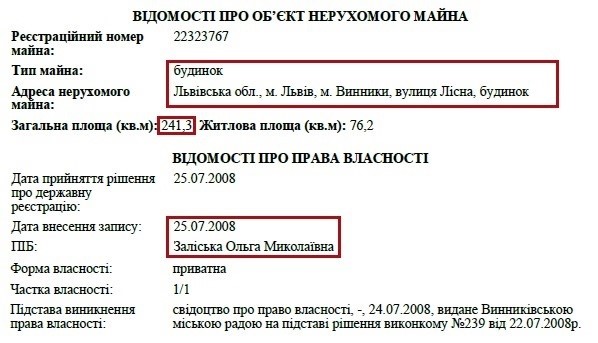 ВІДОМОСТІ ПРО ОБ’ЄКТ НЕРУХОМОГО МАЙНА
Реєстраційний номер майна: 22323767
Тип майна: будинок
Адреса нерухомого майна: Львівська обл., м. Львів, м. Винники, вулиця Лісна, будинок
Загальна площа (кв.м): 241,3 Житлова площа (кв.м): 76,2
ВІДОМОСТІ ПРО ПРАВА ВЛАСНОСТІ
Дата прийняття рішення про державну реєстрацію: 25.07.2008
Дата внесення запису: 25.07.2008
ПІБ: Заліська Ольга Миколаївна
Форма власності: приватна
Частка власності: 1/1
Підстава виникнення права власності: свідоцтво про право власності, -, 24.07.2008, видане Винниківською міською радою на підставі рішення виконкому №239 від 22.07.2008р.